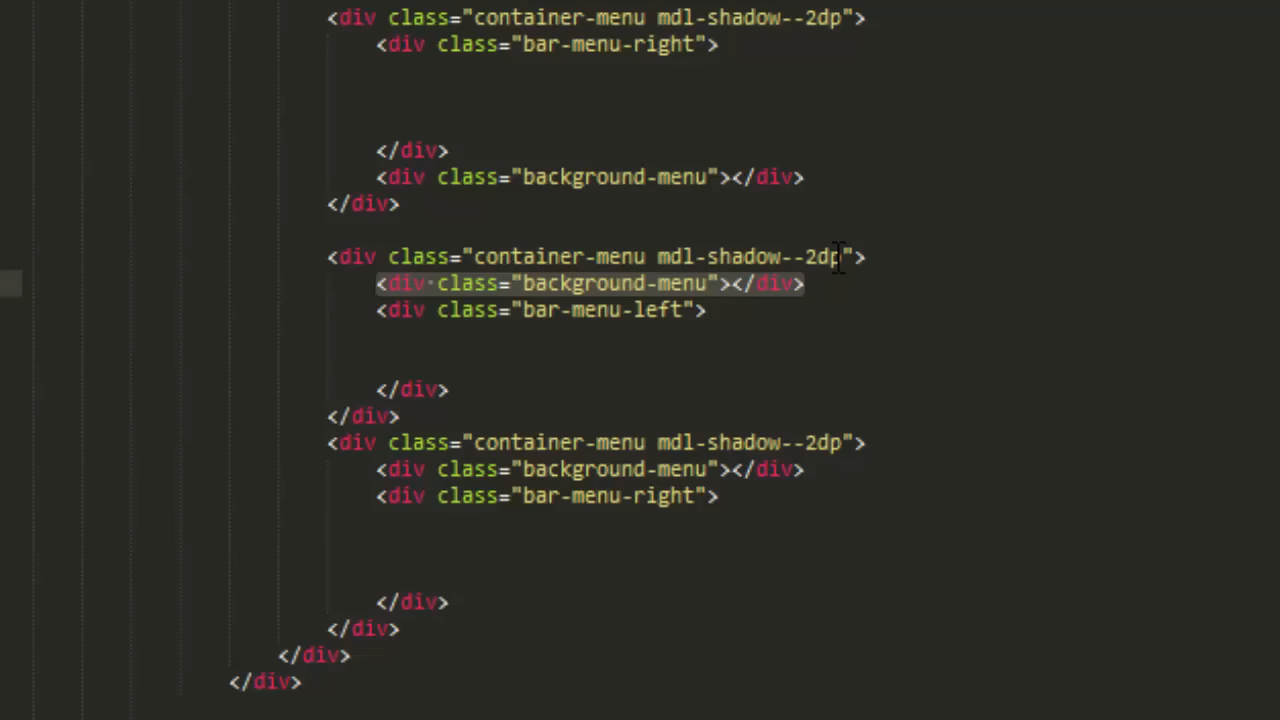 <div class="container-menu mdl-shadow--2dp">
<div class="bar-menu-right">
</div>
<div class="background-menu"></div>
</div>
<div class="container-menu mdl-shadow--2dp">
<div class="background-menu"></div>
<div class="bar-menu-left">
</div>
</div>
<div class="container-menu mdl-shadow--2dp">
<div class="background-menu"></div>
<div class="bar-menu-right">
</div>
</div>
</div>
</div>